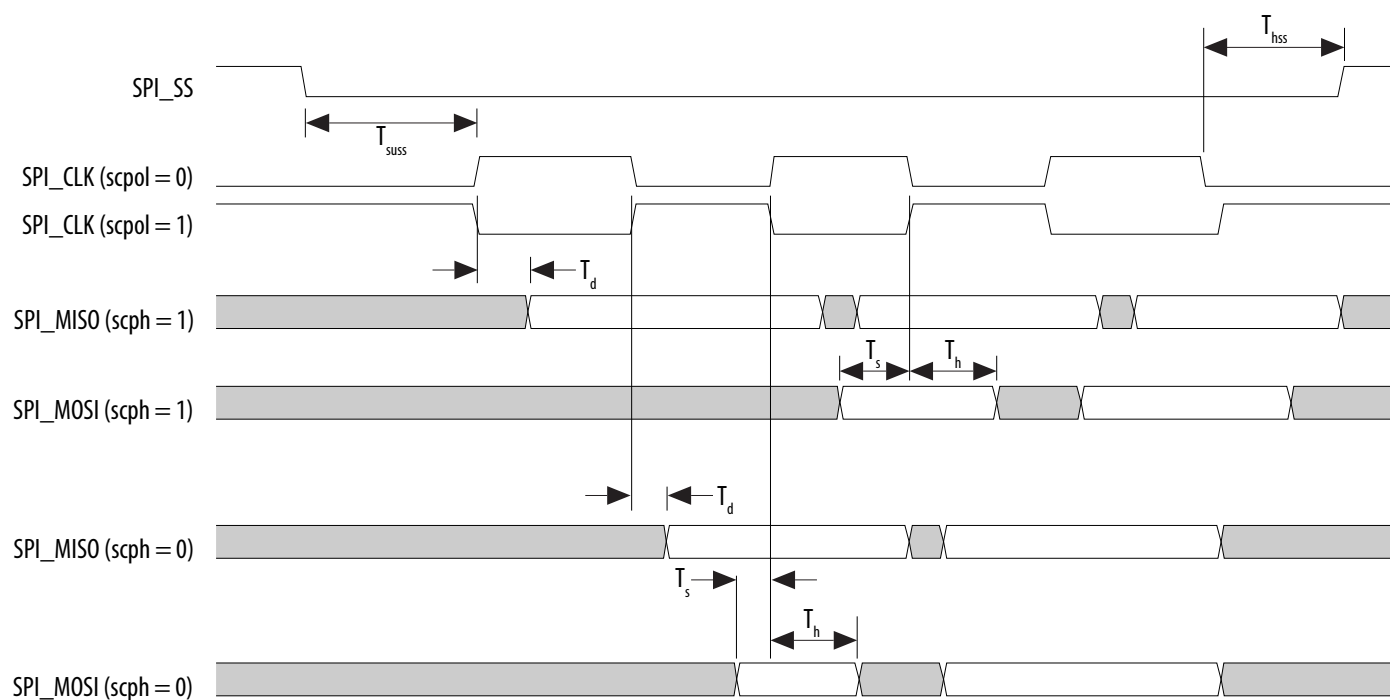 T_hss
SPI_SS
T_suss
SPI_CLK (scpol = 0)
SPI_CLK (scpol = 1)
T_d
SPI_MISO (scph = 1)
T_s T_h
SPI_MOSI (scph = 1)
T_d
SPI_MISO (scph = 0)
T_s
T_h
SPI_MOSI (scph = 0)